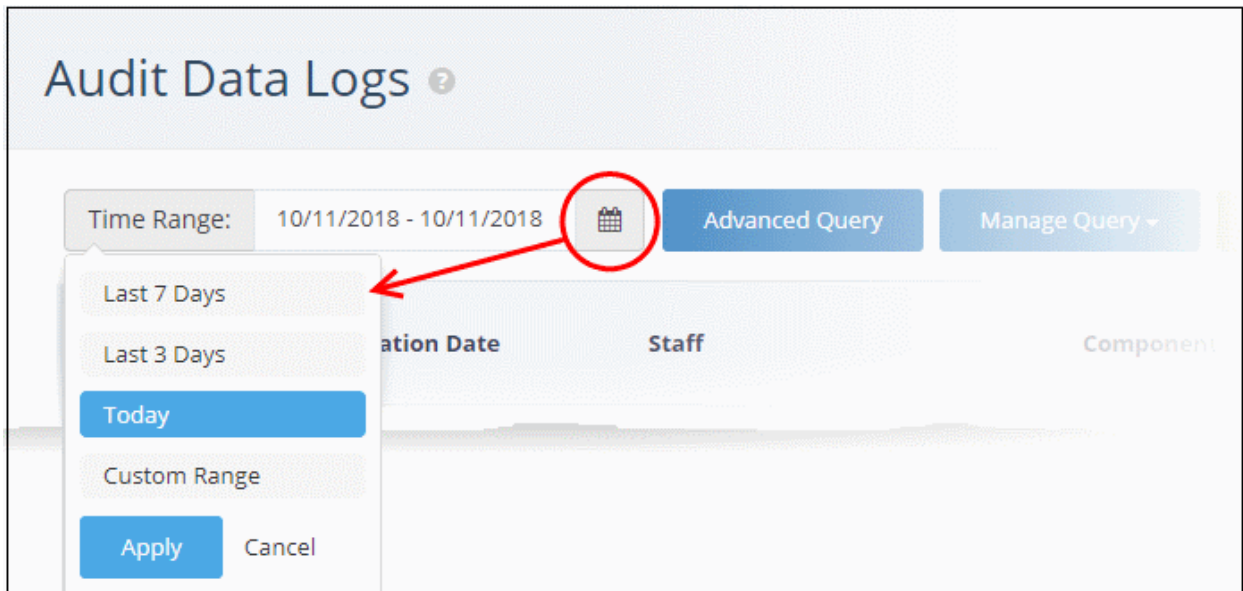 Audit Data Logs ?
Time Range: 10/11/2018 - 10/11/2018 Advanced Query Manage Query
Last 7 Days
ation Date Staff Component
Last 3 Days
Today
Custom Range
Apply Cancel